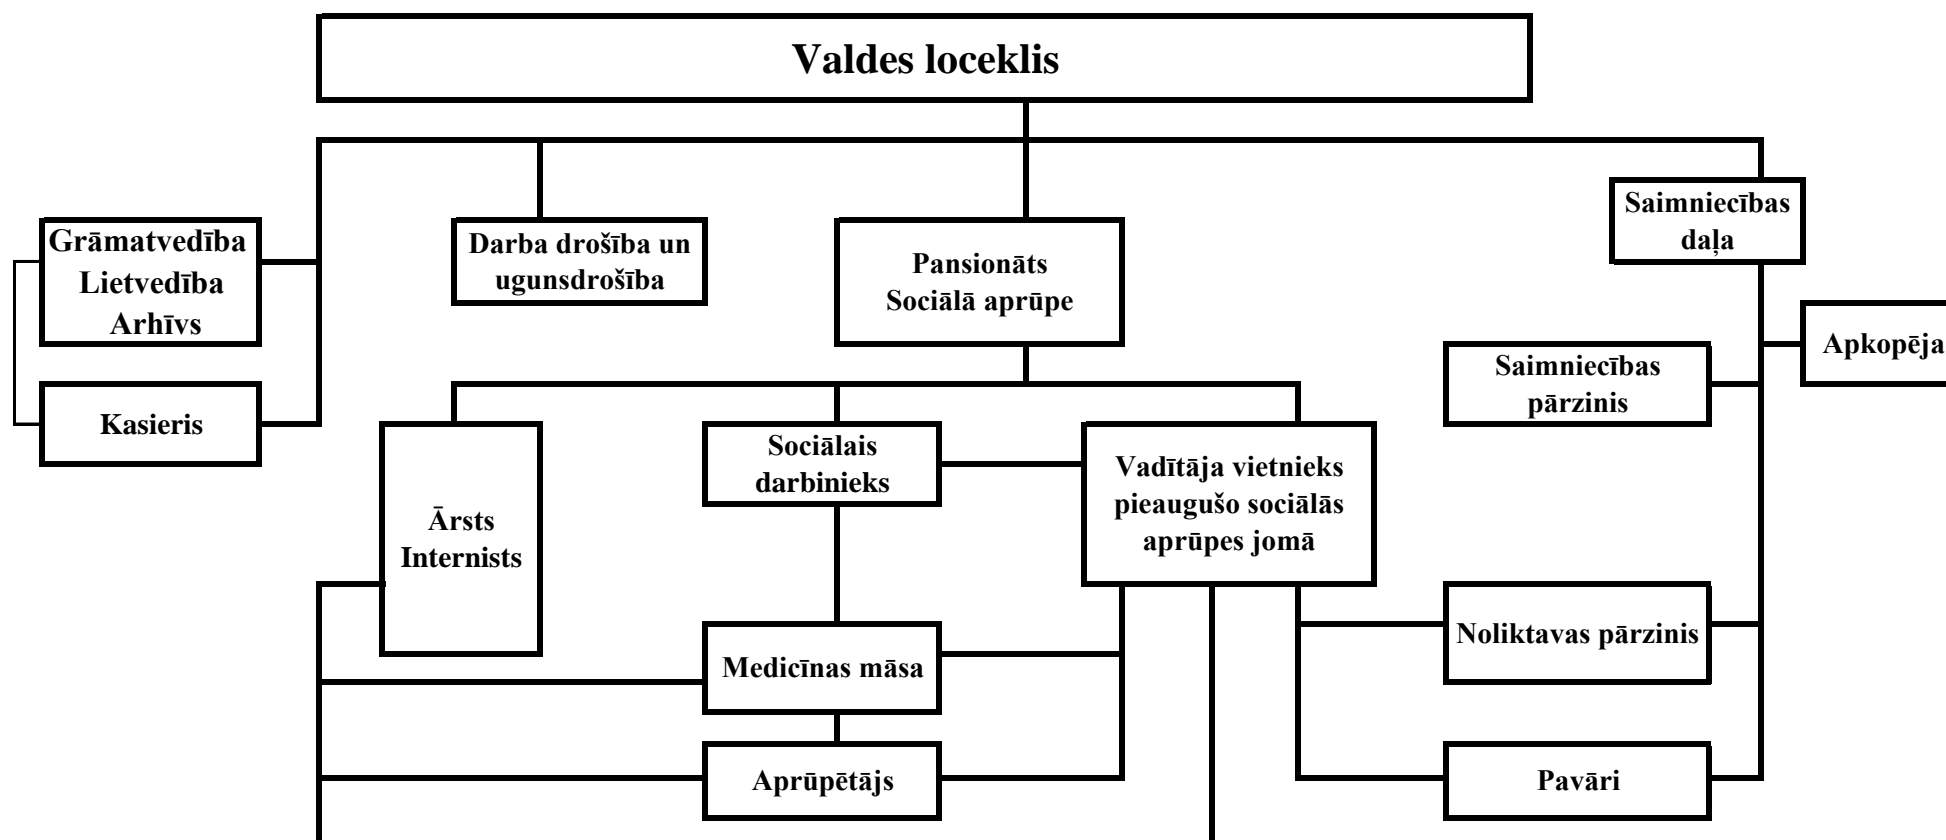 Valdes loceklis
Grāmatvedība
Lietvedība
Arhīvs
Darba drošība un
ugunsdrošība
Pansionāts
Sociālā aprūpe
Saimniecības
daļa
Apkopēja
Saimniecības
pārzinis
Kasieris
Ārsts
Internists
Sociālais
darbinieks
Vadītāja vietnieks
pieaugušo sociālās
aprūpes jomā
Medicīnas māsa
Noliktavas pārzinis
Aprūpētājs
Pavāri